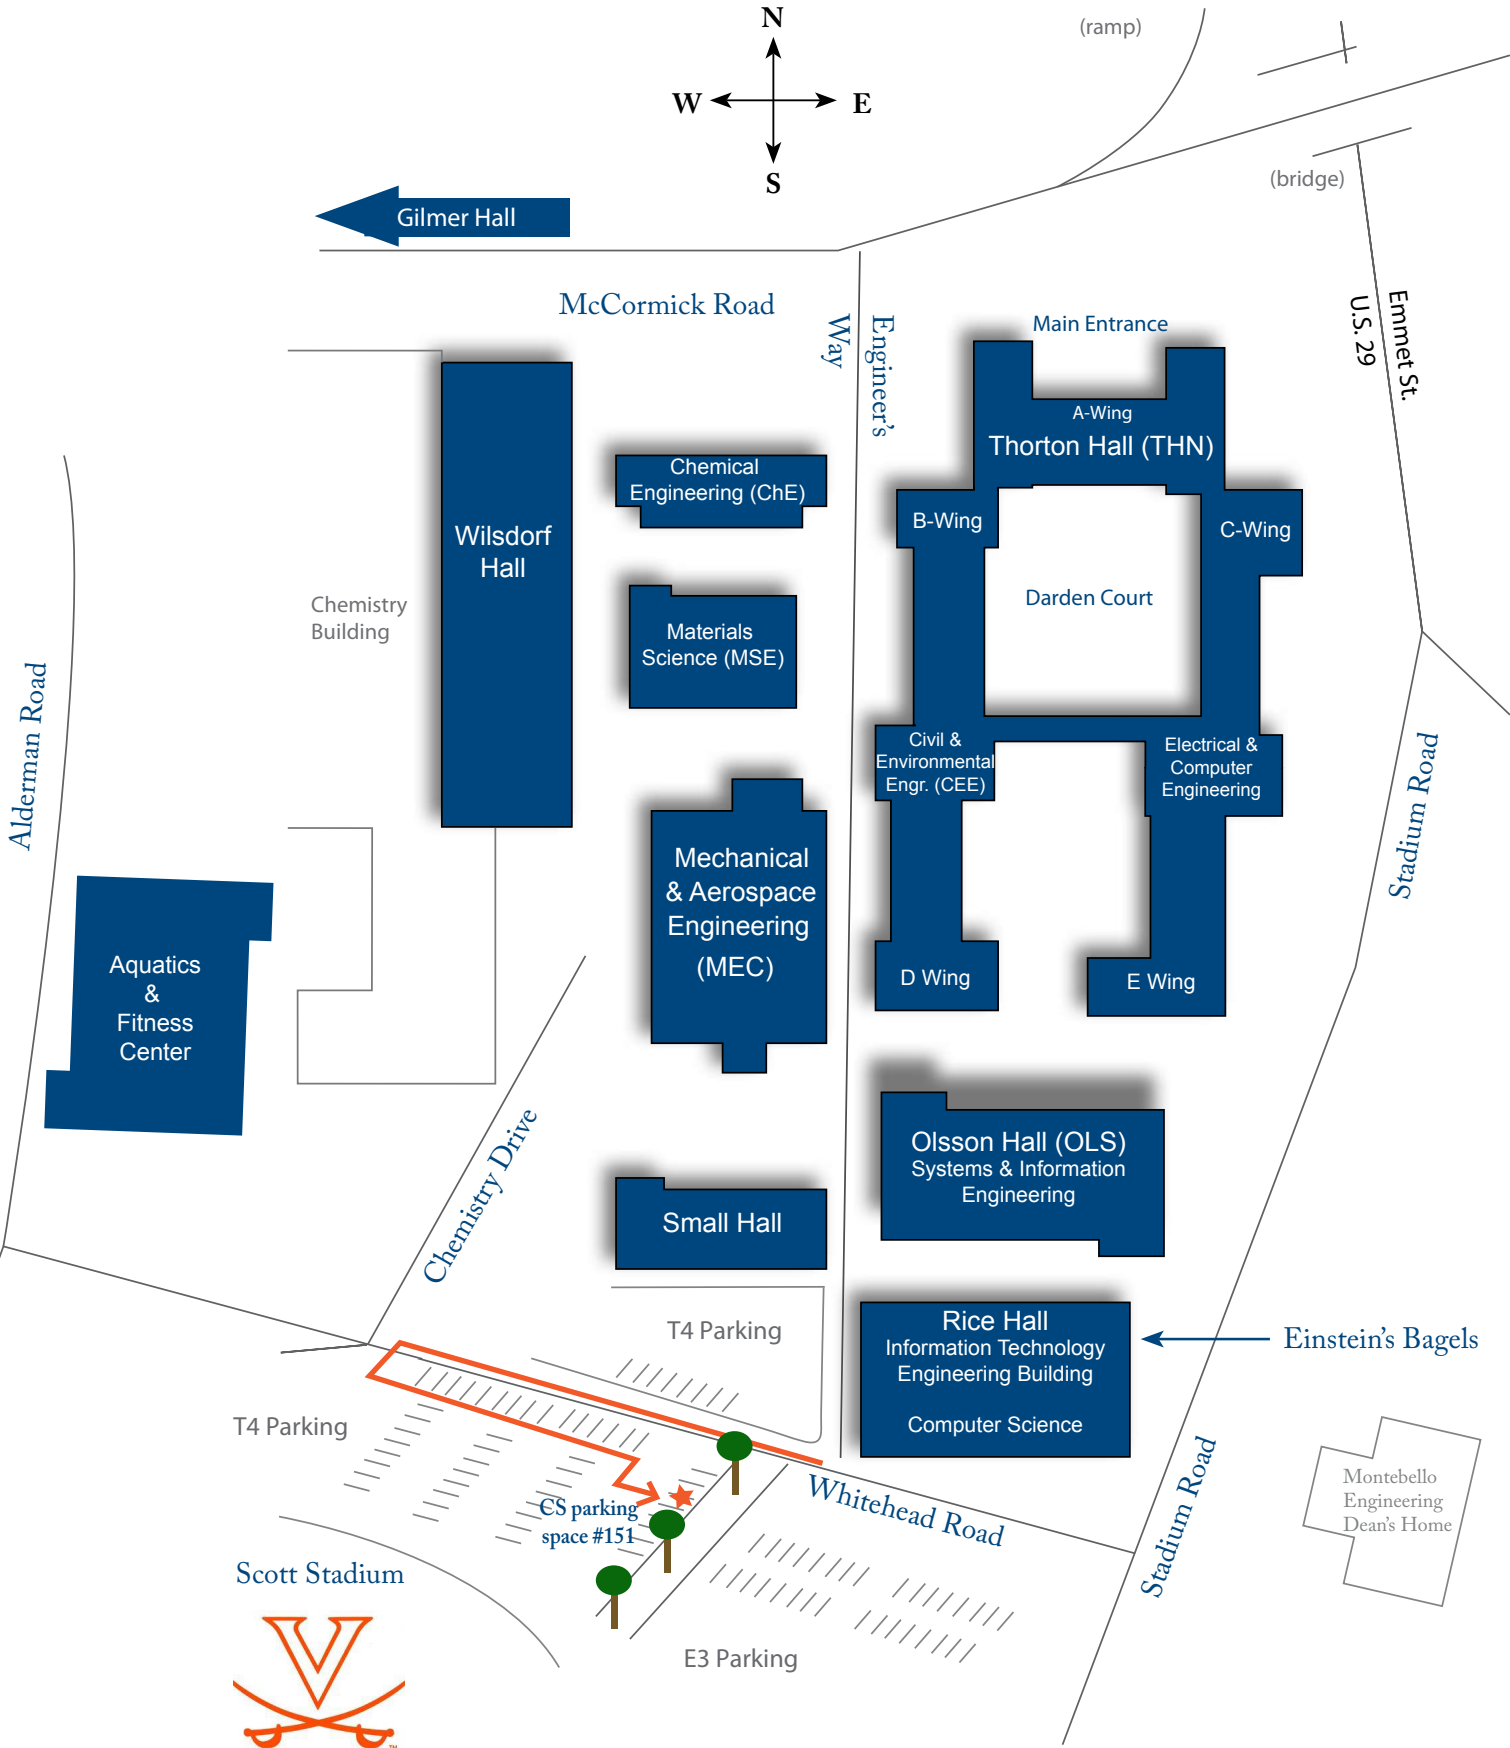 N
W E
S
(ramp)
(bridge)
Gilmer Hall
McCormick Road
Engineer's
Way
Main Entrance
Emmet St.
U.S. 29
A-Wing
Thorton Hall (THN)
Chemical
Engineering (ChE)
Wilsdorf
Hall
B-Wing
C-Wing
Chemistry
Building
Materials
Science (MSE)
Darden Court
Alderman Road
Civil &
Environmental
Engr. (CEE)
Electrical &
Computer
Engineering
Stadium Road
Mechanical
& Aerospace
Engineering
(MEC)
Aquatics
&
Fitness
Center
D Wing
E Wing
Chemistry Drive
Olsson Hall (OLS)
Systems & Information
Engineering
Small Hall
T4 Parking
Rice Hall
Information Technology
Engineering Building
Computer Science
Einstein's Bagels
T4 Parking
CS parking
space #151
Whitehead Road
Stadium Road
Montebello
Engineering
Dean's Home
Scott Stadium
E3 Parking
V
TM